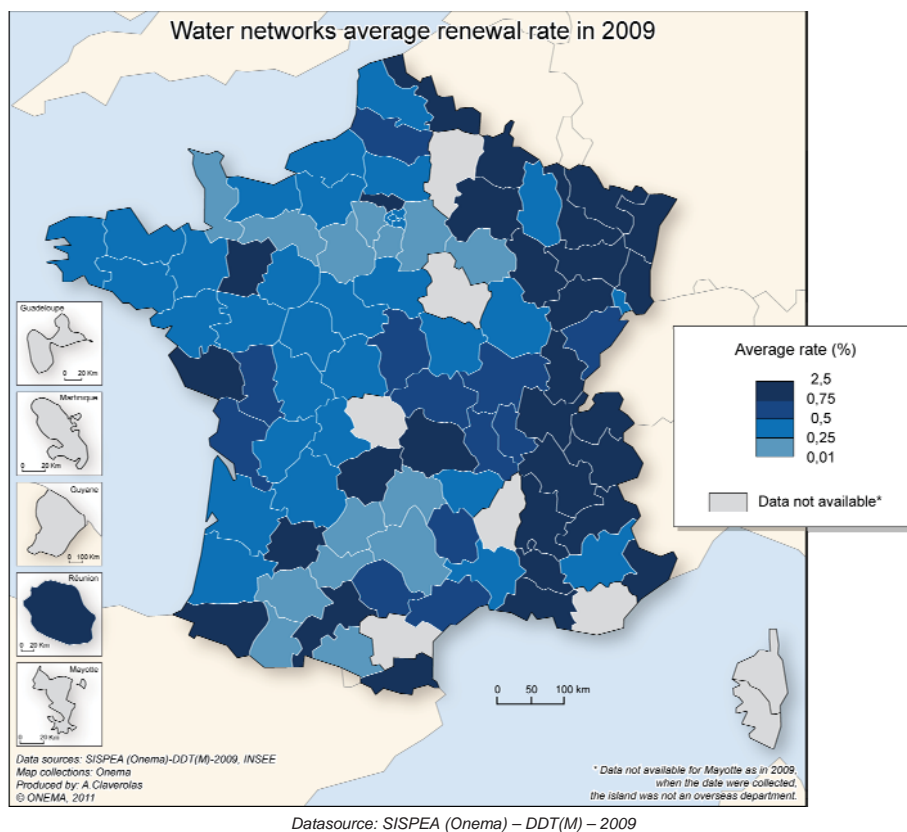 Water networks average renewal rate in 2009
Guadeloupe
0 20 Km
Martinique
0 20 Km
Guyane
0 100 Km
Réunion
0 20 Km
Mayotte
0 20 Km
Average rate (%)
2,5
0,75
0,5
0,25
0,01
Data not available*
0 50 100 km
Data sources: SISPEA (Onema)-DDT(M)-2009, INSEE
Map collections: Onema
Produced by: A.Claverolas
© ONEMA, 2011
* Data not available for Mayotte as in 2009,
when the date were collected,
the island was not an overseas department.
Datasource: SISPEA (Onema) – DDT(M) – 2009